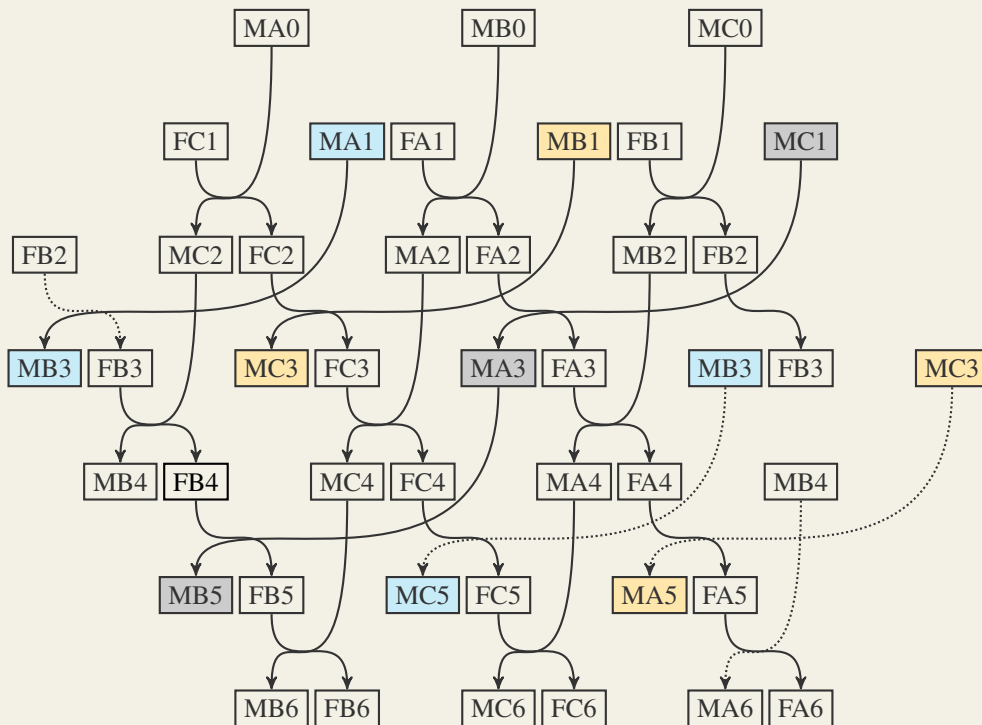 MA0 MB0 MC0
FC1 MA1 FA1 MB1 FB1 MC1
FB2 MC2 FC2 MA2 FA2 MB2 FB2
MB3 FB3 MC3 FC3 MA3 FA3 MB3 FB3 MC3
MB4 FB4 MC4 FC4 MA4 FA4 MB4
MB5 FB5 MC5 FC5 MA5 FA5
MB6 FB6 MC6 FC6 MA6 FA6